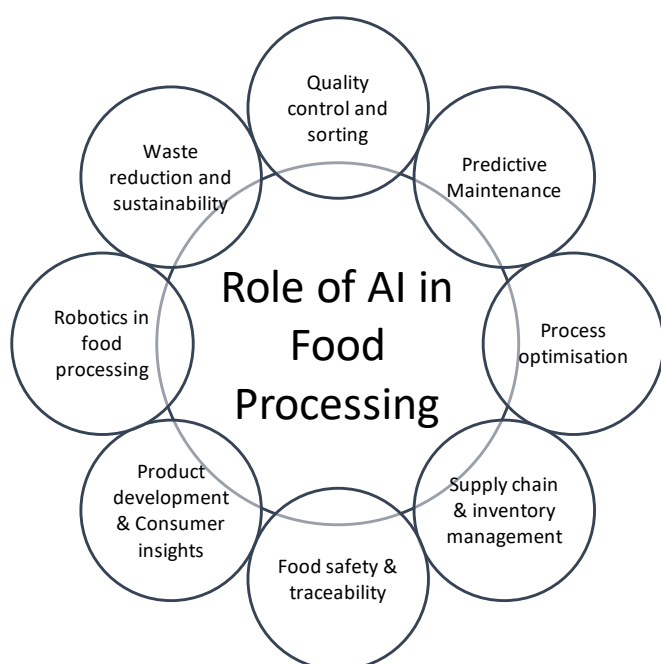 Quality
control and
sorting
Predictive
Maintenance
Process
optimisation
Supply chain
& inventory
management
Food safety &
traceability
Product
development
& Consumer
insights
Robotics in
food
processing
Waste
reduction and
sustainability
Role of AI in
Food
Processing